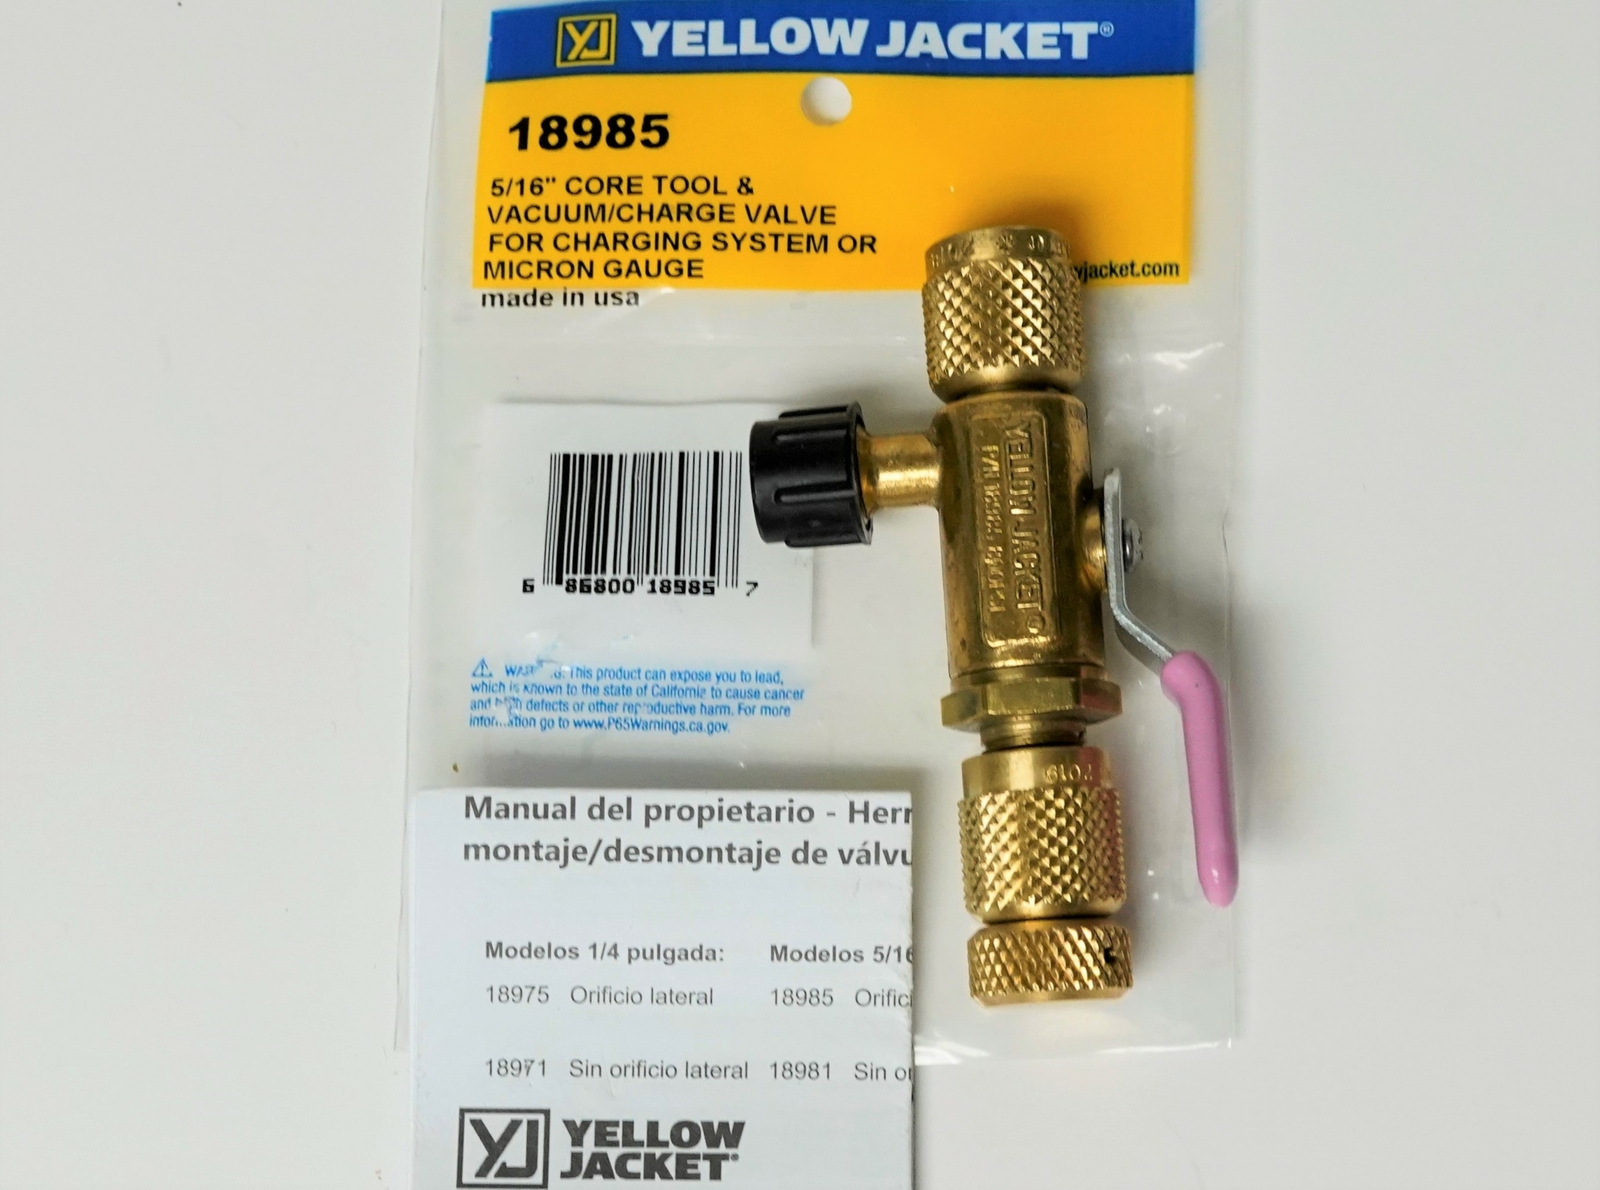 YJ YELLOW JACKET®
18985
5/16" CORE TOOL &
VACUUM/CHARGE VALVE
FOR CHARGING SYSTEM OR
MICRON GAUGE
wjacket.com
made in usa
YELLOW JACKET
6 86800 18985 7
This product can expose you to lead,
which is known to the state of California to cause cancer
and defects or other reproductive harm. For more
go to www.P65Warnings.ca.gov.
Manual del propietario - Herr
montaje/desmontaje de válvu
Modelos 1/4 pulgada: Modelos 5/16
18975 Orificio lateral 18985 Orifici
18971 Sin orificio lateral 18981 Sin or
YJ YELLOW
JACKET®